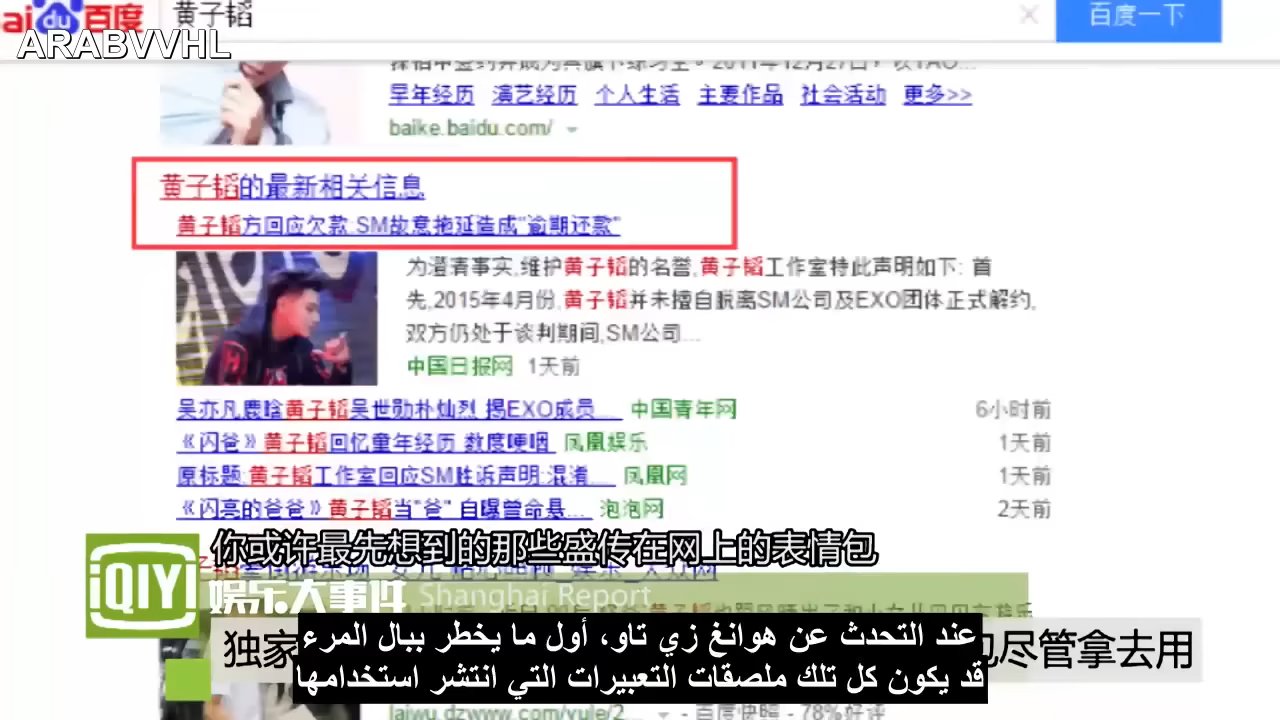 Bai du 百度 黄子韬 × 百度一下
ARABVVHL
早年经历 演艺经历 个人生活 主要作品 社会活动 更多>>
baike.baidu.com/
黄子韬的最新相关信息
黄子韬方回应欠款:SM故意拖延造成"逾期还款"
为澄清事实,维护黄子韬的名誉,黄子韬工作室特此声明如下: 首
先,2015年4月份,黄子韬并未擅自脱离SM公司及EXO团体正式解约,
双方仍处于谈判期间,SM公司...
中国日报网 1天前
吴亦凡鹿晗黄子韬吴世勋朴灿烈 揭EXO成员... 中国青年网 6小时前
《闪爸》黄子韬回忆童年经历 数度哽咽 凤凰娱乐 1天前
原标题:黄子韬工作室回应SM胜诉声明:混淆... 凤凰网 1天前
《闪亮的爸爸》黄子韬当"爸" 自曝曾命悬... 泡泡网 2天前
你或许最先想到的那些盛传在网上的表情包
iQIYI
娱乐大事件 Shanghai Report
独家 尽管拿去用
عند التحدث عن هوانغ زي تاو، أول ما يخطر ببال المرء
قد يكون كل تلك ملصقات التعبيرات التي انتشر استخدامها
laiwu.dzwww.com/yule/2... - 百度快照 - 78%好评